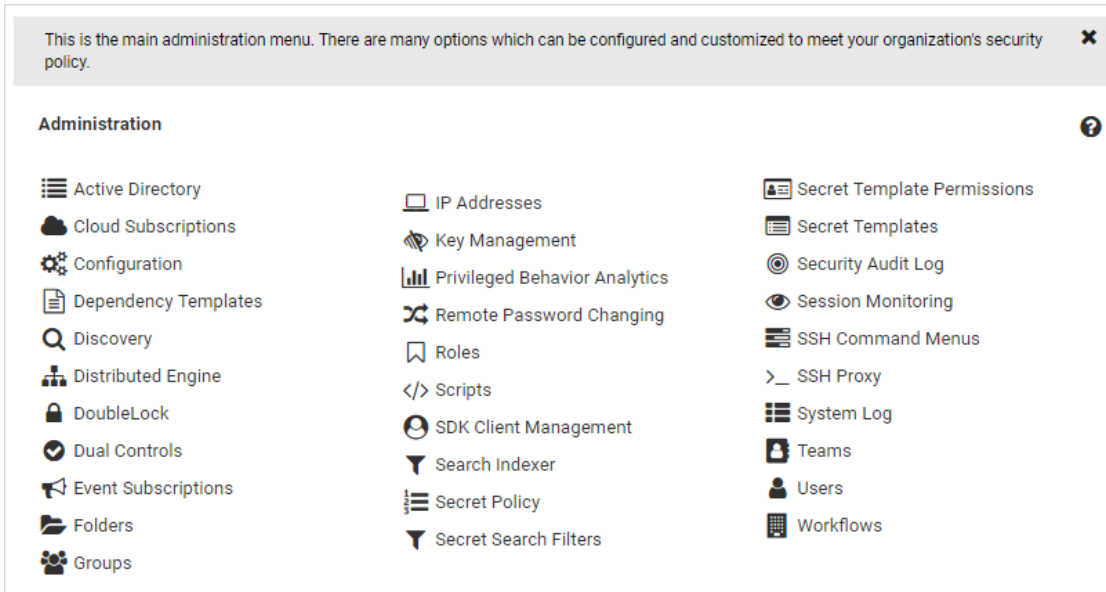 This is the main administration menu. There are many options which can be configured and customized to meet your organization's security
policy.
Administration
Active Directory
Cloud Subscriptions
Configuration
Dependency Templates
Discovery
Distributed Engine
DoubleLock
Dual Controls
Event Subscriptions
Folders
Groups
IP Addresses
Key Management
Privileged Behavior Analytics
Remote Password Changing
Roles
Scripts
SDK Client Management
Search Indexer
Secret Policy
Secret Search Filters
Secret Template Permissions
Secret Templates
Security Audit Log
Session Monitoring
SSH Command Menus
SSH Proxy
System Log
Teams
Users
Workflows